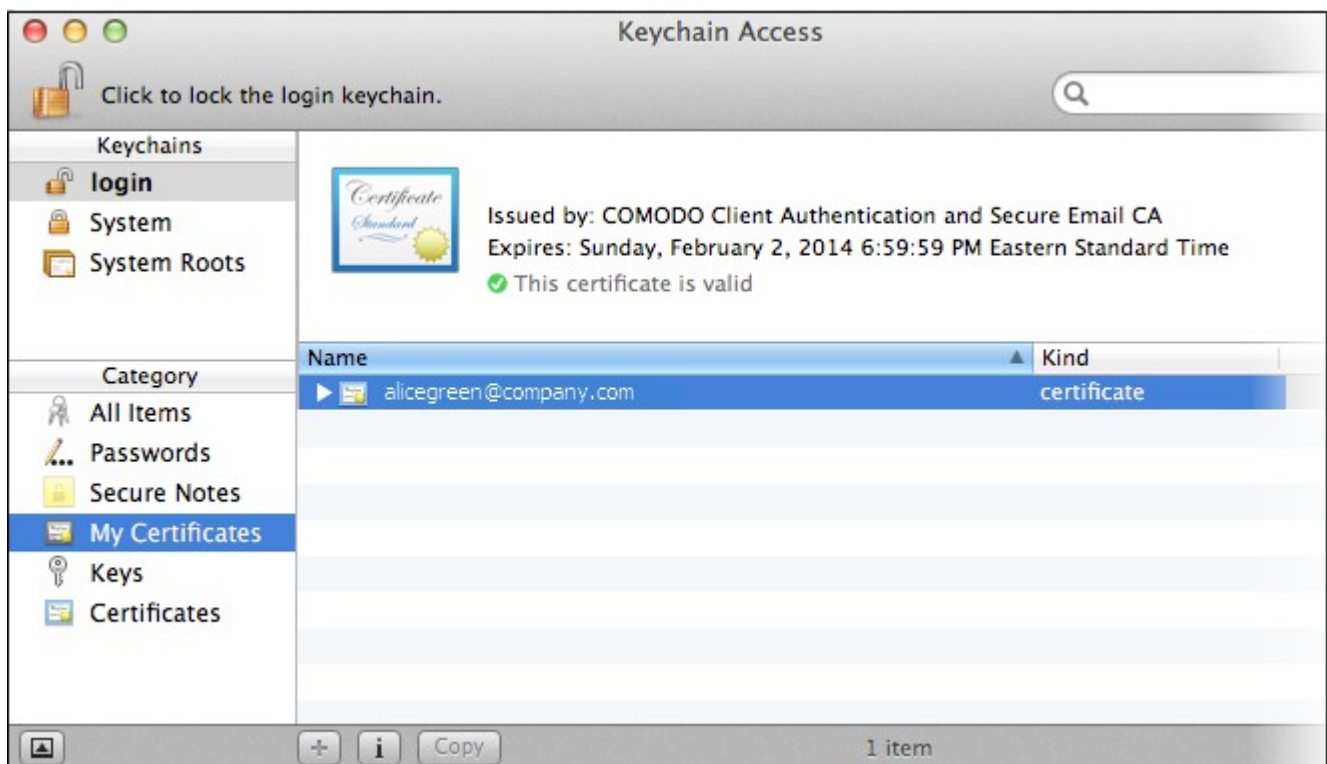 Keychain Access
Click to lock the login keychain.
Keychains
login
System
System Roots
Certificate
Standard
Issued by: COMODO Client Authentication and Secure Email CA
Expires: Sunday, February 2, 2014 6:59:59 PM Eastern Standard Time
This certificate is valid
Name Kind
alicegreen@company.com certificate
Category
All Items
Passwords
Secure Notes
My Certificates
Keys
Certificates
Copy
1 item